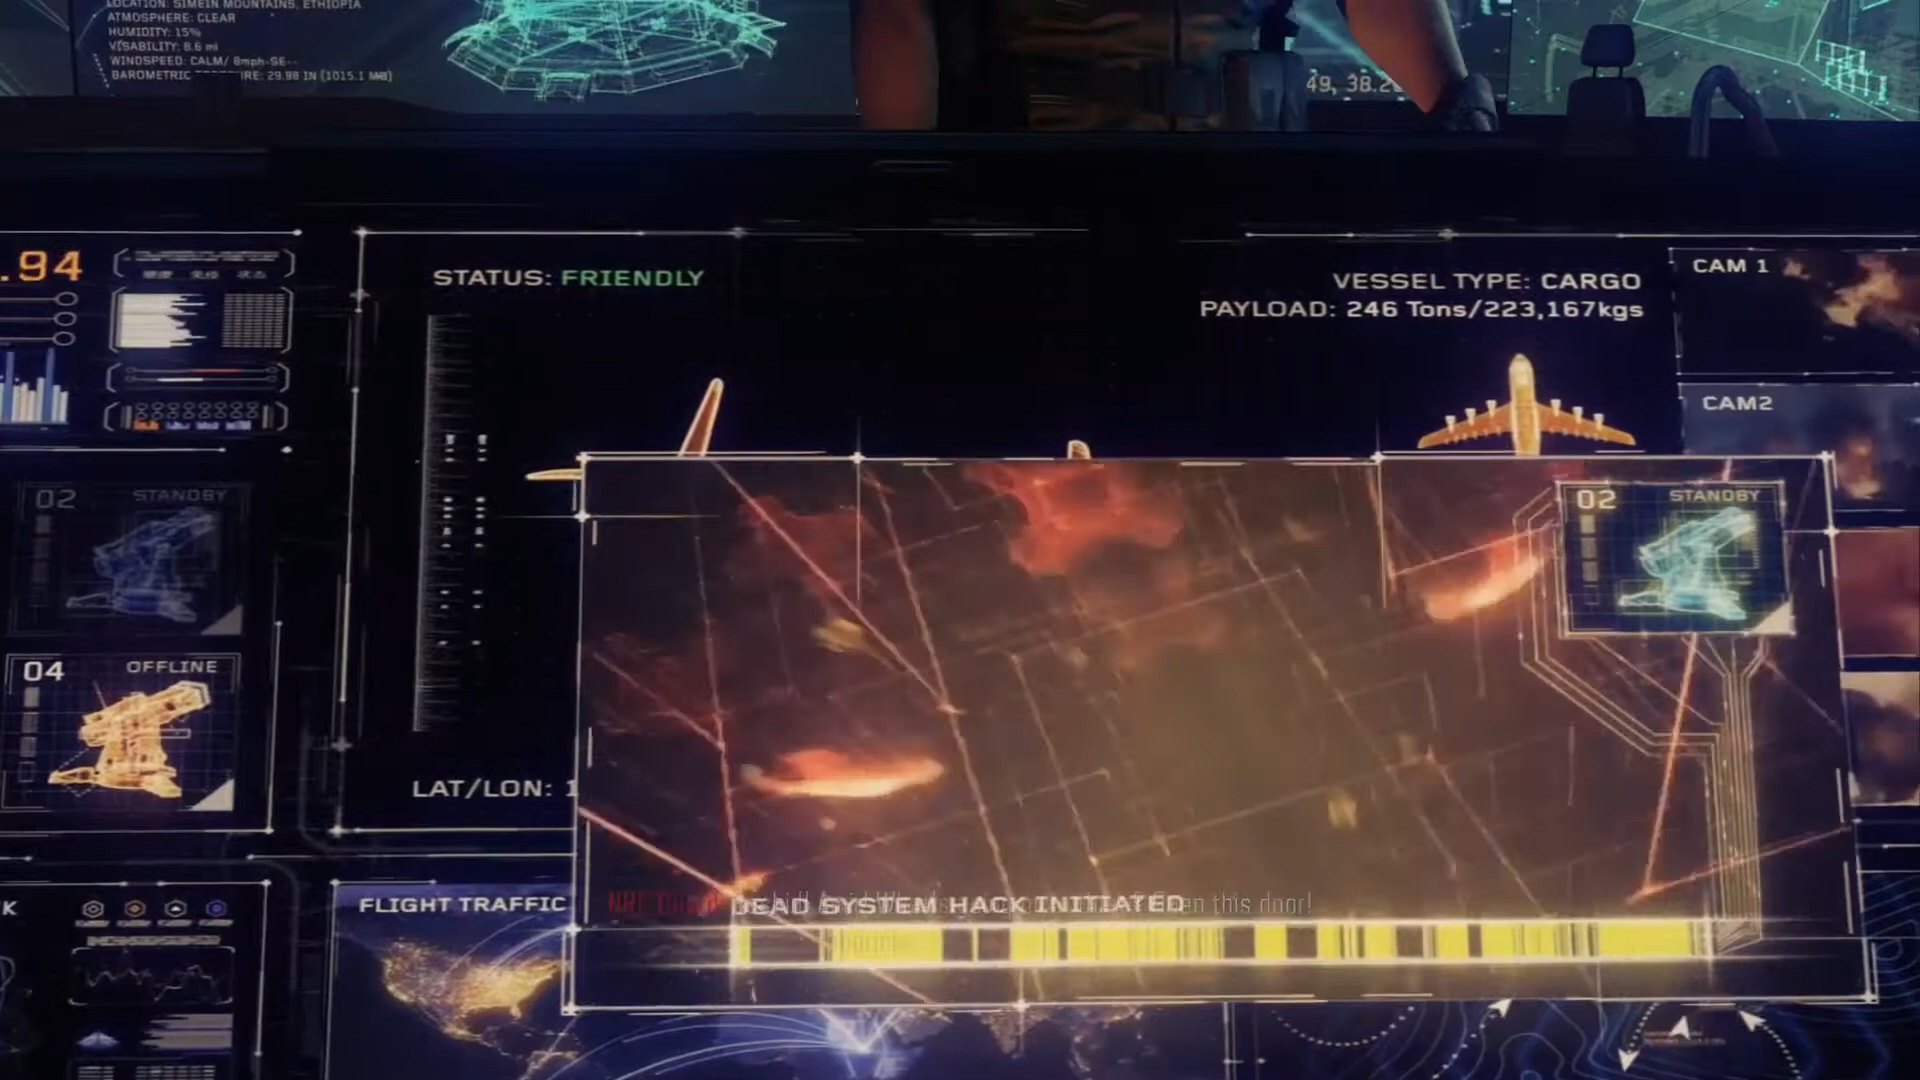 LOCATION: SIMEIN MOUNTAINS, ETHIOPIA
ATMOSPHERE: CLEAR
HUMIDITY: 15%
VISABILITY: 8.6 ml
WINDSPEED: CALM/ 8mph-SE--
BAROMETRIC 29.98 IN (1015.1 MB)
49, 38.2
.94
STATUS: FRIENDLY
VESSEL TYPE: CARGO
PAYLOAD: 246 Tons/223,167kgs
CAM 1
CAM2
02 STANDBY
02 STANDBY
04 OFFLINE
LAT/LON: 1
DEAD SYSTEM HACK INITIATED
this door!
K
FLIGHT TRAFFIC